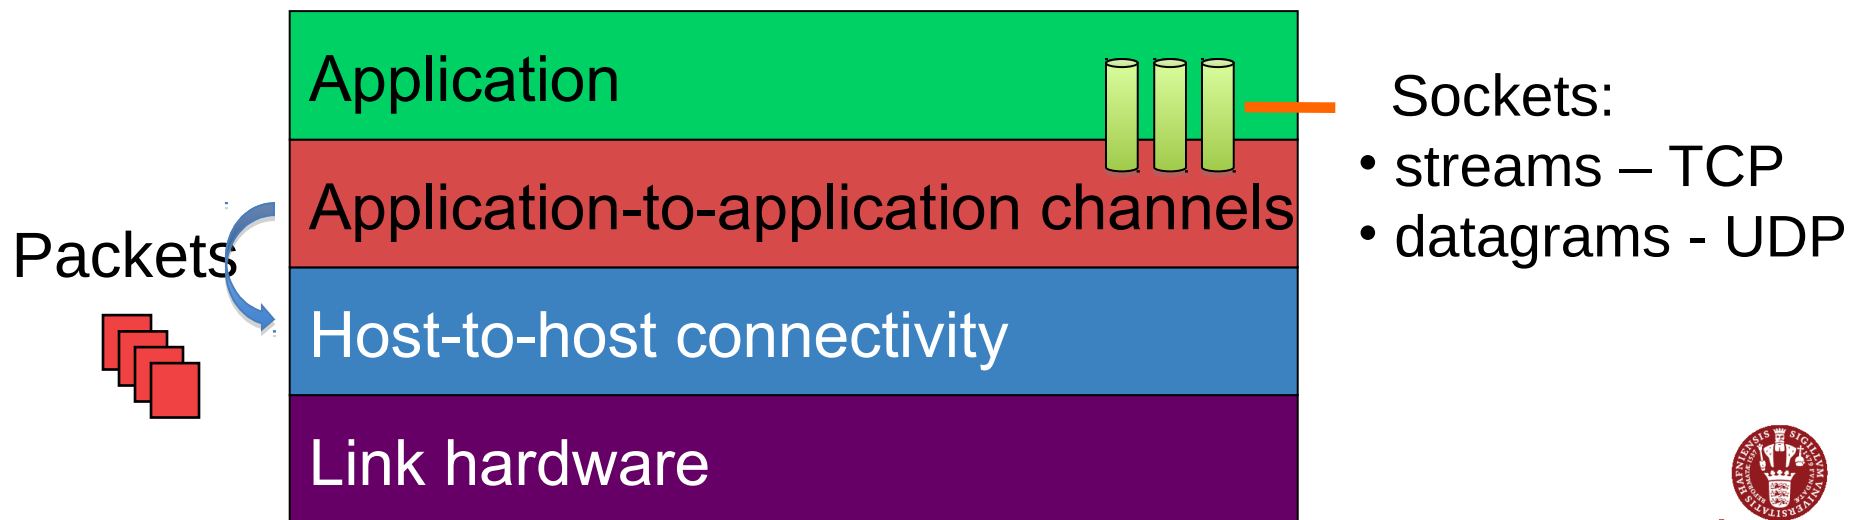 Application
Application-to-application channels
Host-to-host connectivity
Link hardware
Packets
Sockets:
• streams – TCP
• datagrams - UDP